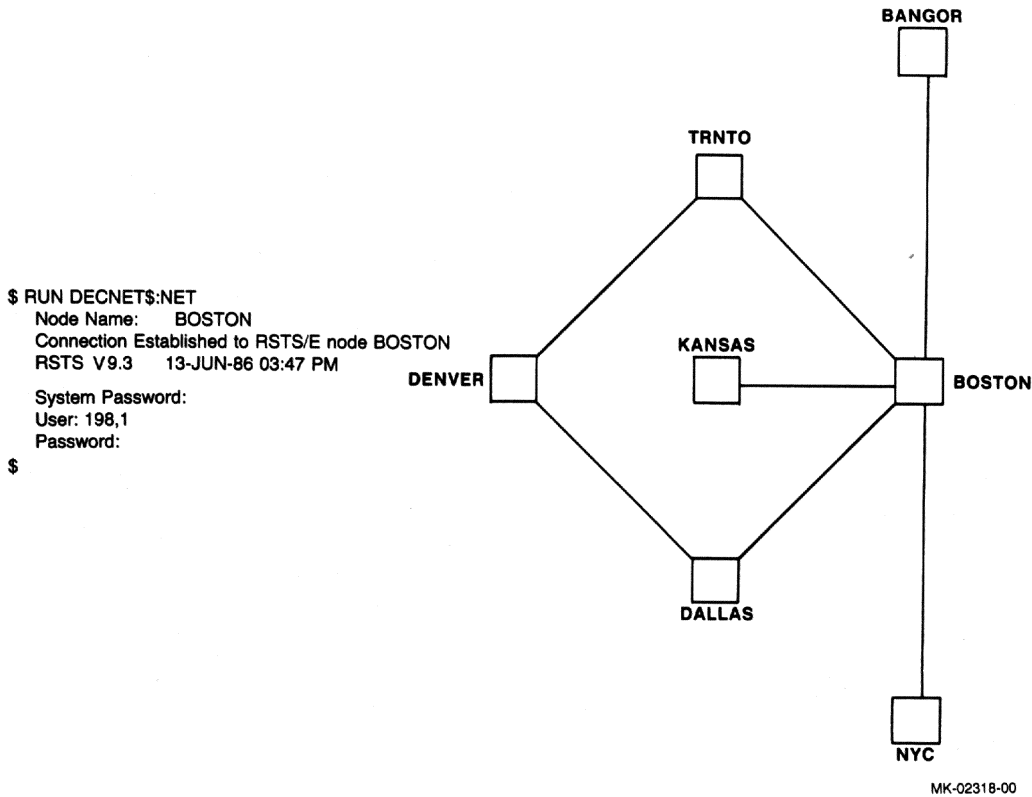 BANGOR
TRNTO
$ RUN DECNET$:NET
Node Name: BOSTON
Connection Established to RSTS/E node BOSTON
RSTS V9.3 13-JUN-86 03:47 PM
System Password:
User: 198,1
Password:
$
KANSAS
DENVER
BOSTON
DALLAS
NYC
MK-02318-00